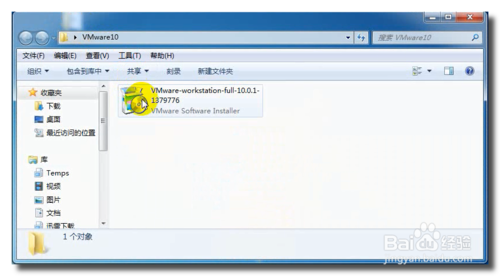 VMware10
搜索 VMware10
文件(F) 编辑(E) 查看(V) 工具(T) 帮助(H)
组织 包含到库中 共享 刻录 新建文件夹
收藏夹
下载
桌面
最近访问的位置
库
Temps
视频
图片
文档
迅雷下载
VMware-workstation-full-10.0.1-
1379776
VMware Software Installer
1 个对象
Baidu 经验
jingyan.baidu.com